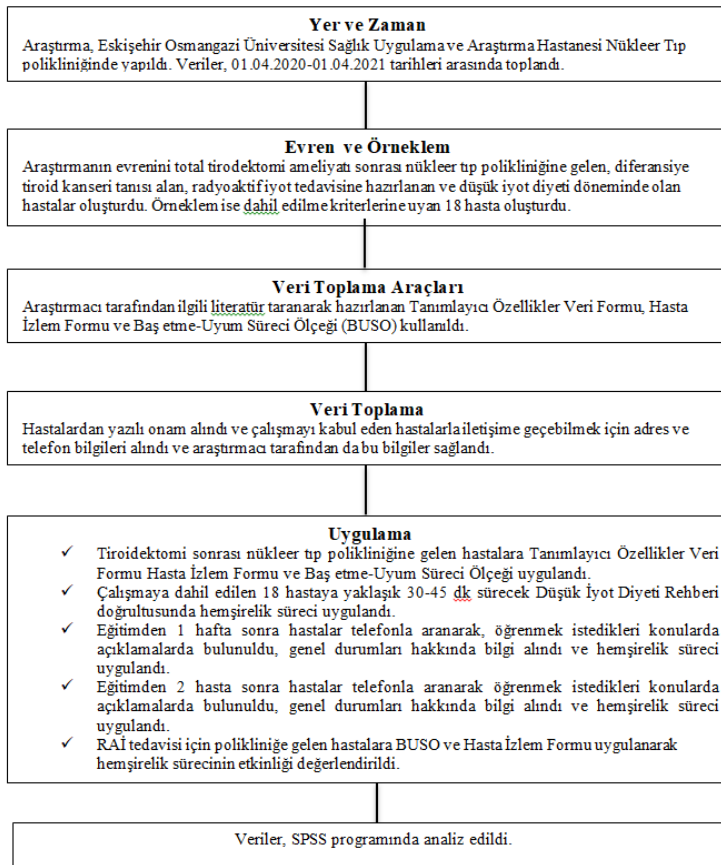 Yer ve Zaman
Araştırma, Eskişehir Osmangazi Üniversitesi Sağlık Uygulama ve Araştırma Hastanesi Nükleer Tıp
polikliniğinde yapıldı. Veriler, 01.04.2020-01.04.2021 tarihleri arasında toplandı.
Evren ve Örneklem
Araştırmanın evrenini total tirodektomi ameliyatı sonrası nükleer tıp polikliniğine gelen, diferansiye
tiroid kanseri tanısı alan, radyoaktif iyot tedavisine hazırlanan ve düşük iyot diyeti döneminde olan
hastalar oluşturdu. Örneklem ise dahil edilme kriterlerine uyan 18 hasta oluşturdu.
Veri Toplama Araçları
Araştırmacı tarafından ilgili literatür taranarak hazırlanan Tanımlayıcı Özellikler Veri Formu, Hasta
İzlem Formu ve Baş etme-Uyum Süreci Ölçeği (BUSO) kullanıldı.
Veri Toplama
Hastalardan yazılı onam alındı ve çalışmayı kabul eden hastalarla iletişime geçebilmek için adres ve
telefon bilgileri alındı ve araştırmacı tarafından da bu bilgiler sağlandı.
Uygulama
✓ Tiroidektomi sonrası nükleer tıp polikliniğine gelen hastalara Tanımlayıcı Özellikler Veri
Formu Hasta İzlem Formu ve Baş etme-Uyum Süreci Ölçeği uygulandı.
✓ Çalışmaya dahil edilen 18 hastaya yaklaşık 30-45 dk sürecek Düşük İyot Diyeti Rehberi
doğrultusunda hemşirelik süreci uygulandı.
✓ Eğitimden 1 hafta sonra hastalar telefonla aranarak, öğrenmek istedikleri konularda
açıklamalarda bulunuldu, genel durumları hakkında bilgi alındı ve hemşirelik süreci
uygulandı.
✓ Eğitimden 2 hasta sonra hastalar telefonla aranarak öğrenmek istedikleri konularda
açıklamalarda bulunuldu, genel durumları hakkında bilgi alındı ve hemşirelik süreci
uygulandı.
✓ RAİ tedavisi için polikliniğe gelen hastalara BUSO ve Hasta İzlem Formu uygulanarak
hemşirelik sürecinin etkinliği değerlendirildi.
Veriler, SPSS programında analiz edildi.